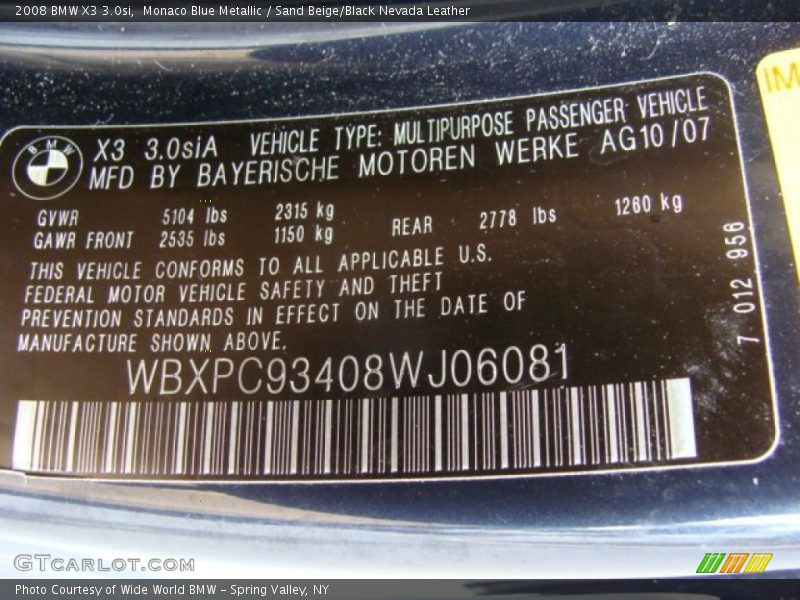 2008 BMW X3 3.0si, Monaco Blue Metallic / Sand Beige/Black Nevada Leather
IM
BMW
X3 3.0siA VEHICLE TYPE: MULTIPURPOSE PASSENGER VEHICLE
MFD BY BAYERISCHE MOTOREN WERKE AG 10/07
GVWR 5104 lbs 2315 kg
GAWR FRONT 2535 lbs 1150 kg REAR 2778 lbs 1260 kg
THIS VEHICLE CONFORMS TO ALL APPLICABLE U.S.
FEDERAL MOTOR VEHICLE SAFETY AND THEFT
PREVENTION STANDARDS IN EFFECT ON THE DATE OF
MANUFACTURE SHOWN ABOVE.
7 012 956
WBXPC93408WJ06081
GTCARLOT.COM
Photo Courtesy of Wide World BMW - Spring Valley, NY